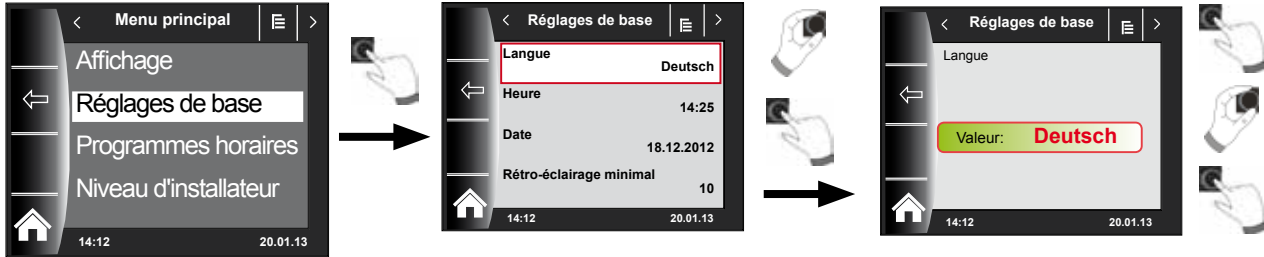 Menu principal
Affichage
Réglages de base
Programmes horaires
Niveau d'installateur
14:12 20.01.13
Réglages de base
Langue
Deutsch
Heure
14:25
Date
18.12.2012
Rétro-éclairage minimal
10
14:12 20.01.13
Réglages de base
Langue
Valeur: Deutsch
14:12 20.01.13